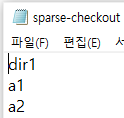 sparse-checkout
파일(F) 편집(E)
dir1
a1
a2